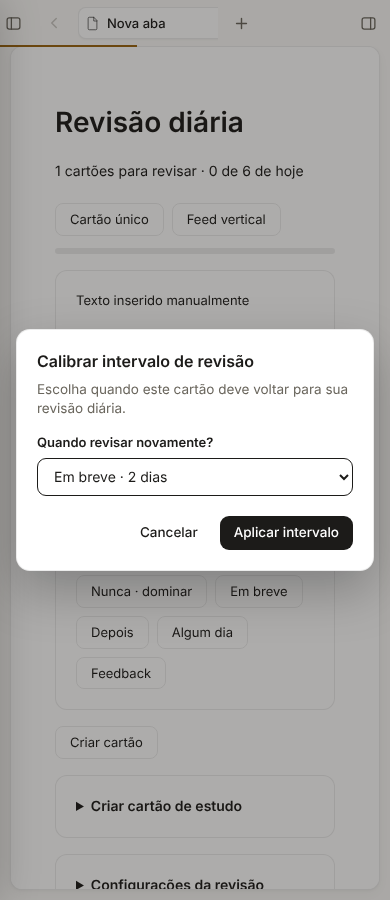 Nova aba
Revisão diária
1 cartões para revisar · 0 de 6 de hoje
Cartão único
Feed vertical
Texto inserido manualmente
Calibrar intervalo de revisão
Escolha quando este cartão deve voltar para sua
revisão diária.
Quando revisar novamente?
Em breve · 2 dias
Cancelar
Aplicar intervalo
Nunca · dominar
Em breve
Depois
Algum dia
Feedback
Criar cartão
Criar cartão de estudo
Configurações da revisão